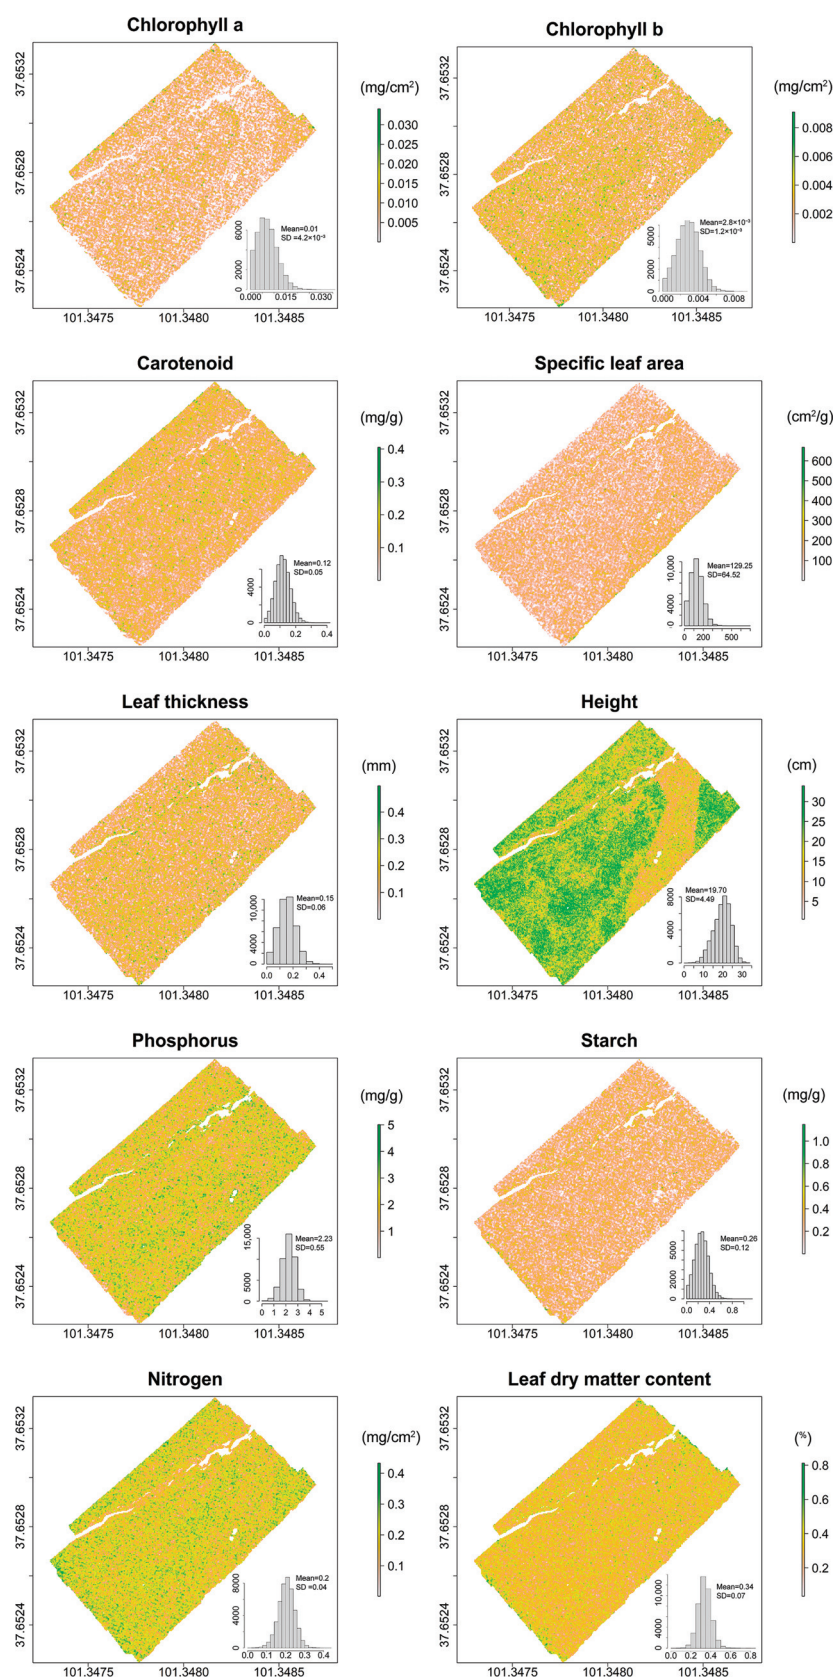 Chlorophyll a
Chlorophyll b
37.6532
37.6528
37.6524
(mg/cm²)
0.030
0.025
0.020
0.015
0.010
0.005
Mean=0.01
SD =4.2×10⁻³
6000
2000
0
0.000 0.015 0.030
101.3475 101.3480 101.3485
37.6532
37.6528
37.6524
(mg/cm²)
0.008
0.006
0.004
0.002
Mean=2.8×10⁻³
SD=1.2×10⁻³
5000
2000
0
0.000 0.004 0.008
101.3475 101.3480 101.3485
Carotenoid
Specific leaf area
37.6532
37.6528
37.6524
(mg/g)
0.4
0.3
0.2
0.1
Mean=0.12
SD=0.05
4000
0
0.0 0.2 0.4
101.3475 101.3480 101.3485
37.6532
37.6528
37.6524
(cm²/g)
600
500
400
300
200
100
Mean=129.25
SD=64.52
10,000
4000
0
0 200 500
101.3475 101.3480 101.3485
Leaf thickness
Height
37.6532
37.6528
37.6524
(mm)
0.4
0.3
0.2
0.1
Mean=0.15
SD=0.06
10,000
4000
0
0.0 0.2 0.4
101.3475 101.3480 101.3485
37.6532
37.6528
37.6524
(cm)
30
25
20
15
10
5
Mean=19.70
SD=4.49
8000
4000
0
0 10 20 30
101.3475 101.3480 101.3485
Phosphorus
Starch
37.6532
37.6528
37.6524
(mg/g)
5
4
3
2
1
Mean=2.23
SD=0.55
15,000
5000
0
0 1 2 3 4 5
101.3475 101.3480 101.3485
37.6532
37.6528
37.6524
(mg/g)
1.0
0.8
0.6
0.4
0.2
Mean=0.26
SD=0.12
5000
2000
0
0.0 0.4 0.8
101.3475 101.3480 101.3485
Nitrogen
Leaf dry matter content
37.6532
37.6528
37.6524
(mg/cm²)
0.4
0.3
0.2
0.1
Mean=0.2
SD =0.04
8000
4000
0
0.0 0.1 0.2 0.3 0.4
101.3475 101.3480 101.3485
37.6532
37.6528
37.6524
(%)
0.8
0.6
0.4
0.2
Mean=0.34
SD=0.07
10,000
4000
0
0.0 0.2 0.4 0.6 0.8
101.3475 101.3480 101.3485